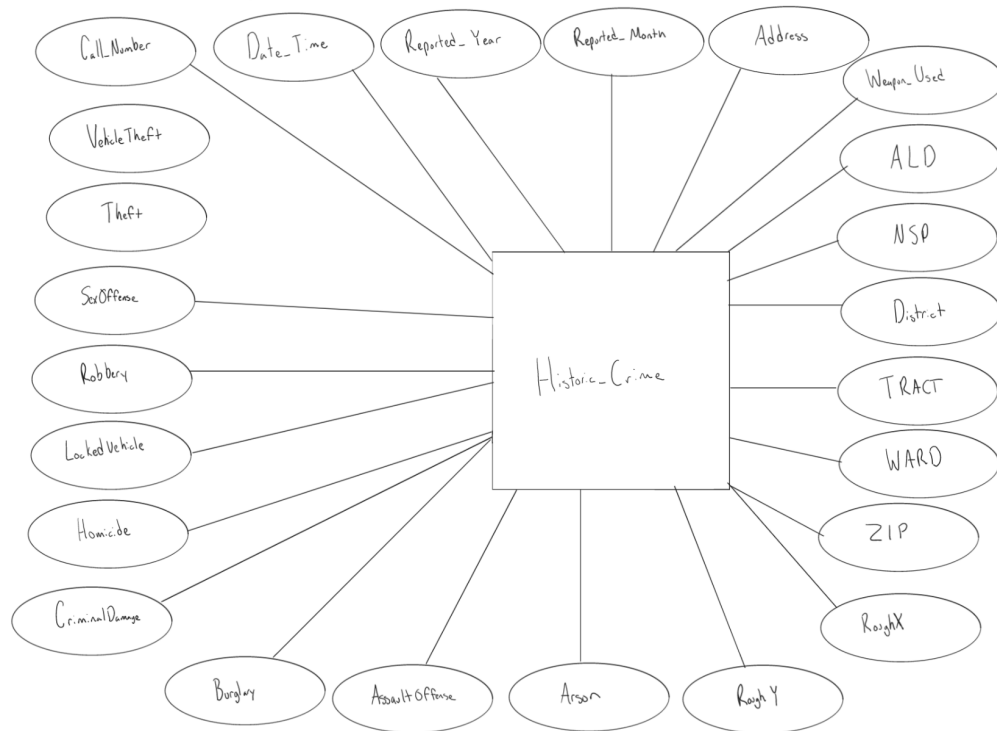 Call_Number
Date_Time
Reported_Year
Reported_Month
Address
Weapon_Used
VehicleTheft
ALD
Theft
NSP
SexOffense
District
Historic_Crime
Robbery
TRACT
LockedVehicle
WARD
Homicide
ZIP
CriminalDamage
RoughX
Burglary
AssaultOffense
Arson
RoughY